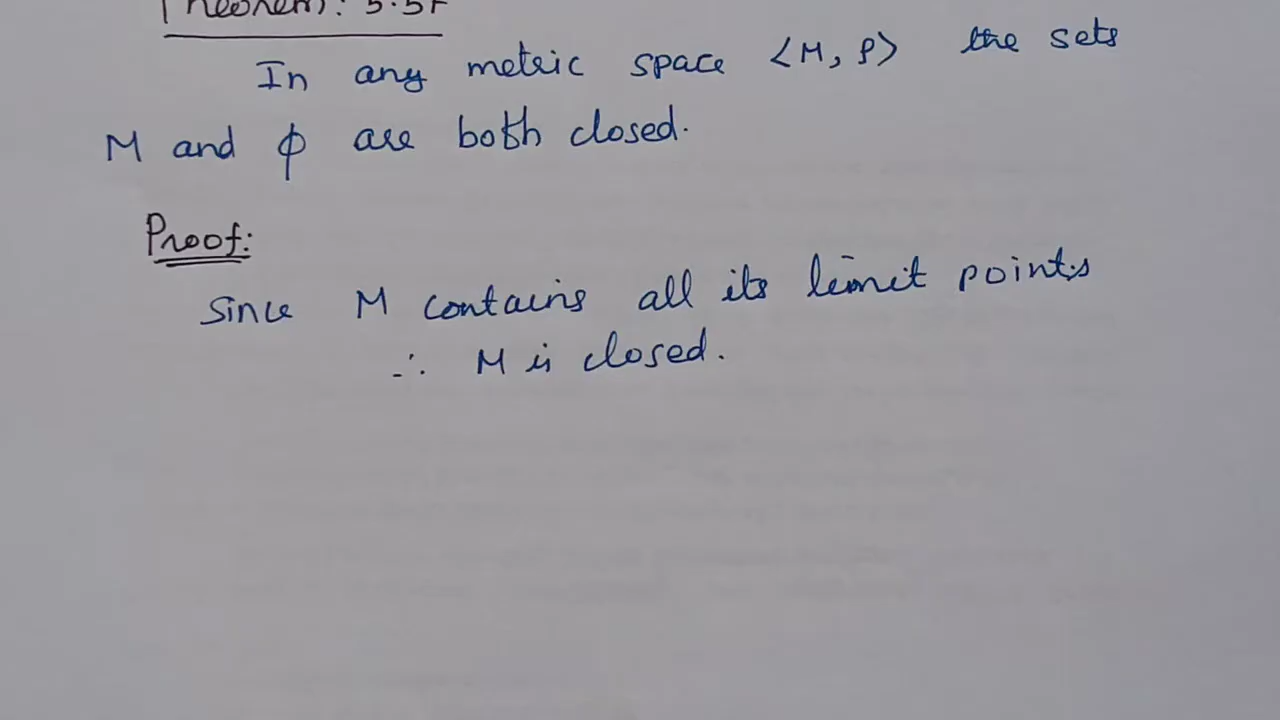 Theorem: 5.5F
In any metric space <M, ρ> the sets
M and ϕ are both closed.
Proof:
Since M contains all its limit points
∴ M is closed.